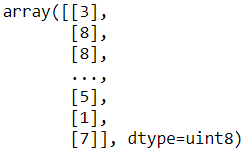 array([[3],
       [8],
       [8],
       ...,
       [5],
       [1],
       [7]], dtype=uint8)